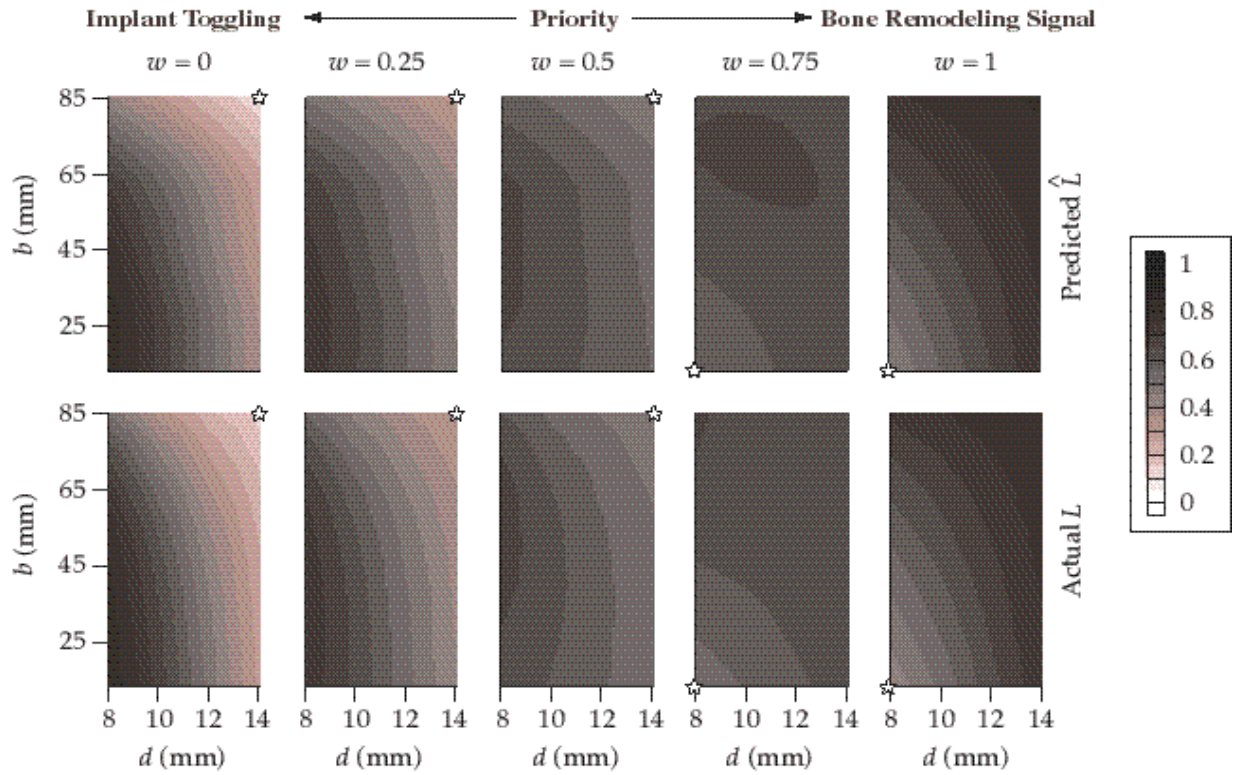 Implant Toggling Priority Bone Remodeling Signal
w = 0 w = 0.25 w = 0.5 w = 0.75 w = 1
85
65
45
25
b (mm)
Predicted L̂
85
65
45
25
b (mm)
Actual L
8 10 12 14 8 10 12 14 8 10 12 14 8 10 12 14 8 10 12 14
d (mm) d (mm) d (mm) d (mm) d (mm)
1
0.8
0.6
0.4
0.2
0